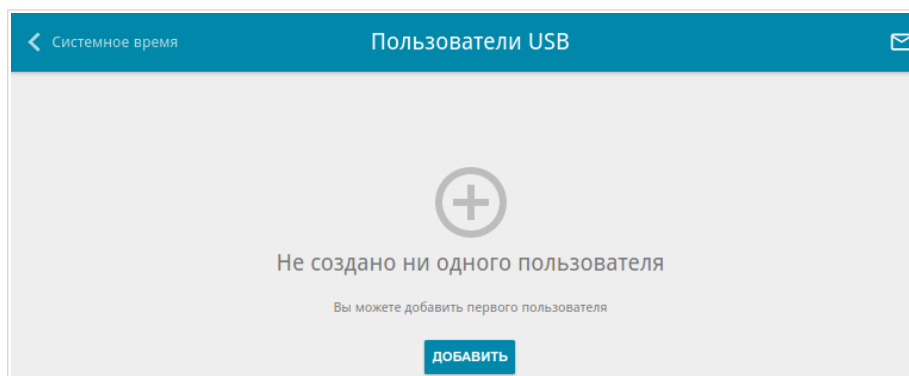 Системное время
Пользователи USB
Не создано ни одного пользователя
Вы можете добавить первого пользователя
ДОБАВИТЬ